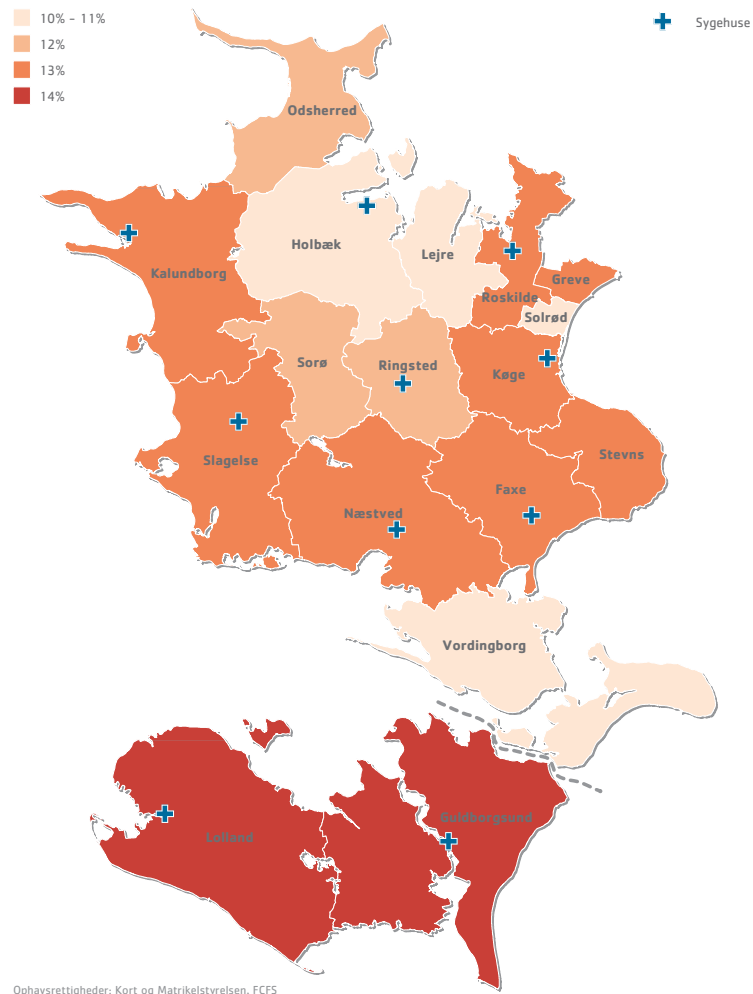 10% - 11%
12%
13%
14%
Sygehuse
Odsherred
Holbæk
Lejre
Kalundborg
Greve
Roskilde
Solrød
Sorø
Ringsted
Køge
Slagelse
Stevns
Faxe
Næstved
Vordingborg
Guldborgsund
Lolland
Ophavsrettigheder: Kort og Matrikelstyrelsen, FCFS